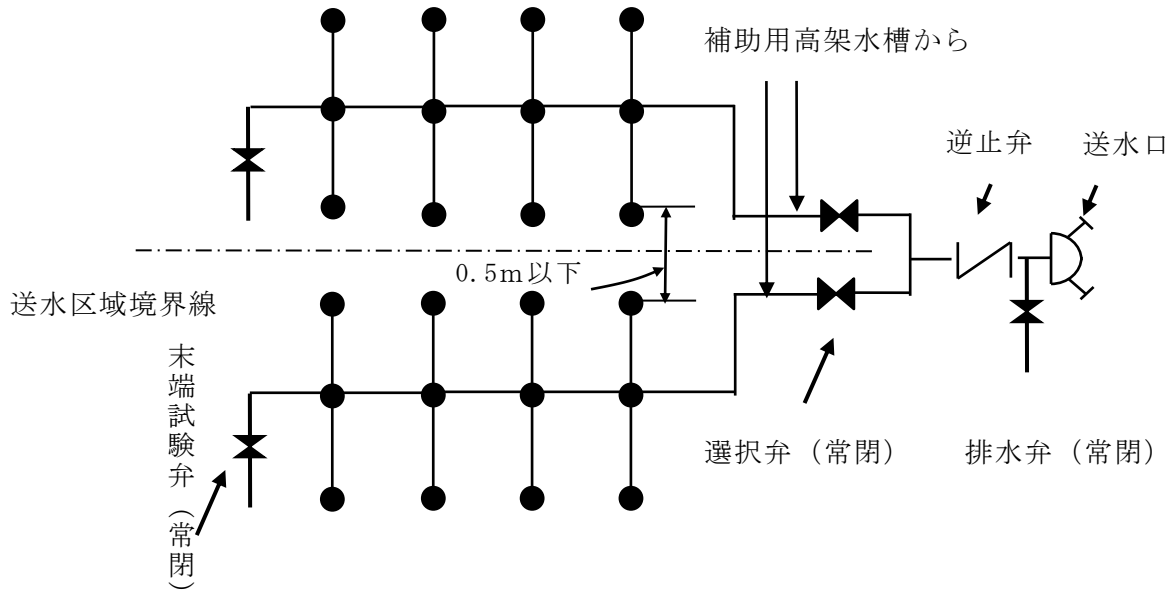 補助用高架水槽から
逆止弁
送水口
0.5m以下
送水区域境界線
末端試験弁（常閉）
選択弁（常閉）
排水弁（常閉）